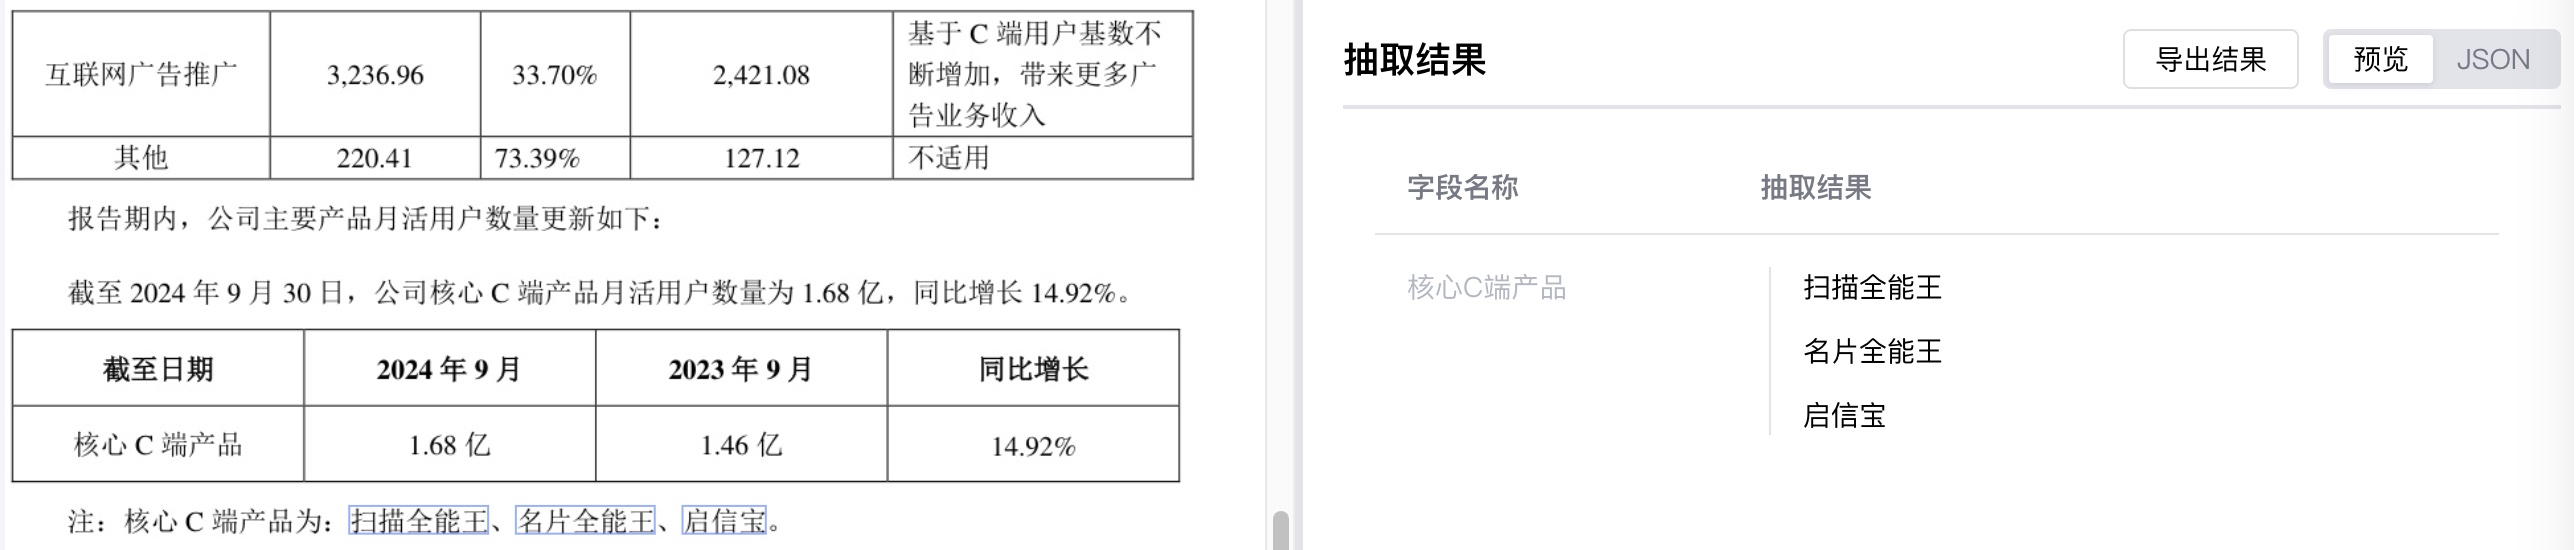 互联网广告推广 3,236.96 33.70% 2,421.08 基于 C 端用户基数不
断增加，带来更多广
告业务收入
其他 220.41 73.39% 127.12 不适用
报告期内，公司主要产品月活用户数量更新如下：
截至 2024 年 9 月 30 日，公司核心 C 端产品月活用户数量为 1.68 亿，同比增长 14.92%。
截至日期 2024 年 9 月 2023 年 9 月 同比增长
核心 C 端产品 1.68 亿 1.46 亿 14.92%
注：核心 C 端产品为：扫描全能王、名片全能王、启信宝。
抽取结果 导出结果 预览 JSON
字段名称 抽取结果
核心C端产品 扫描全能王
名片全能王
启信宝